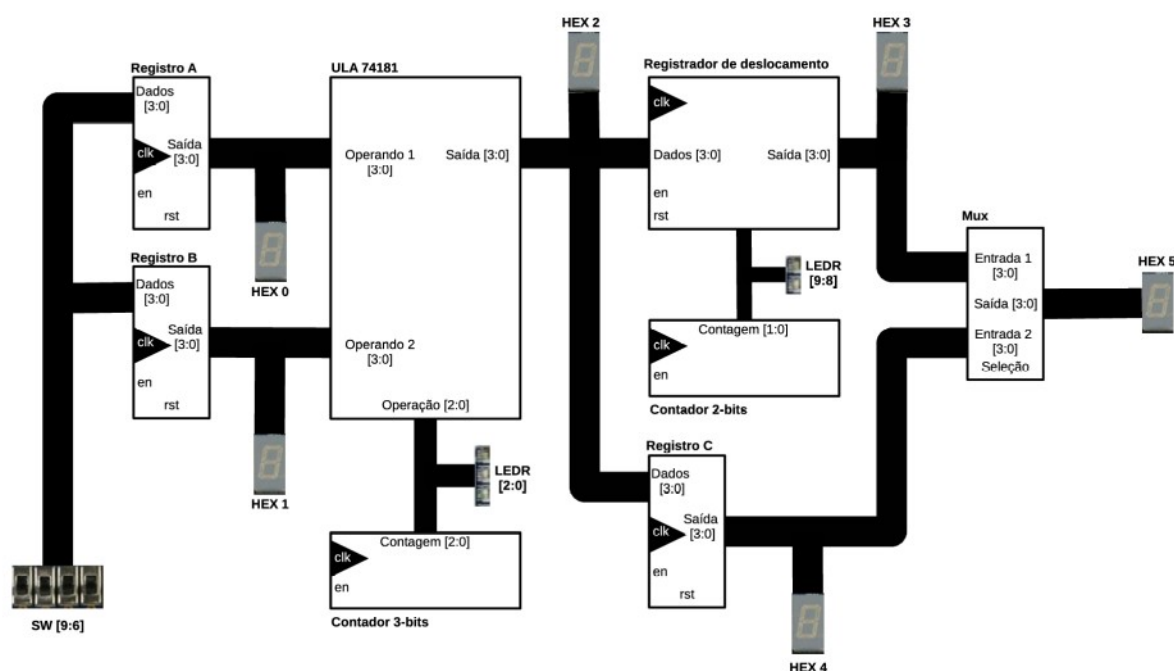 HEX 2
HEX 3
Registro A
Dados
[3:0]
clk
Saída
[3:0]
en
rst
HEX 0
Registro B
Dados
[3:0]
clk
Saída
[3:0]
en
rst
HEX 1
SW [9:6]
ULA 74181
Operando 1
[3:0]
Saída [3:0]
Operando 2
[3:0]
Operação [2:0]
LEDR
[2:0]
Contagem [2:0]
clk
en
Contador 3-bits
Registrador de deslocamento
clk
Dados [3:0]
Saída [3:0]
en
rst
LEDR
[9:8]
Contagem [1:0]
clk
en
Contador 2-bits
Registro C
Dados
[3:0]
clk
Saída
[3:0]
en
rst
HEX 4
Mux
Entrada 1
[3:0]
Saída [3:0]
Entrada 2
[3:0]
Seleção
HEX 5